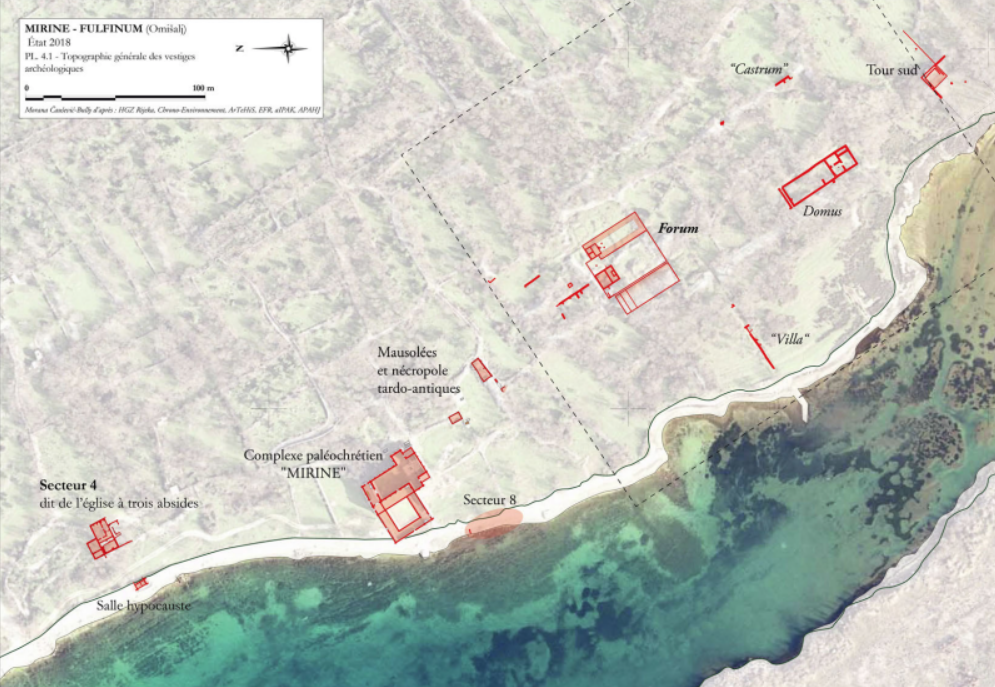 MIRINE - FULFINUM (Omišalj)
État 2018
PL. 4.1 - Topographie générale des vestiges
archéologiques
N
0 100 m
Morana Čaušević-Bully d'après : HGZ Rijeka, Chrono-Environnement, ArTeHiS, EFR, aIPAK, APAHJ
"Castrum"
Tour sud
Domus
Forum
"Villa"
Mausolées
et nécropole
tardo-antiques
Complexe paléochrétien
"MIRINE"
Secteur 8
Secteur 4
dit de l'église à trois absides
Salle hypocauste